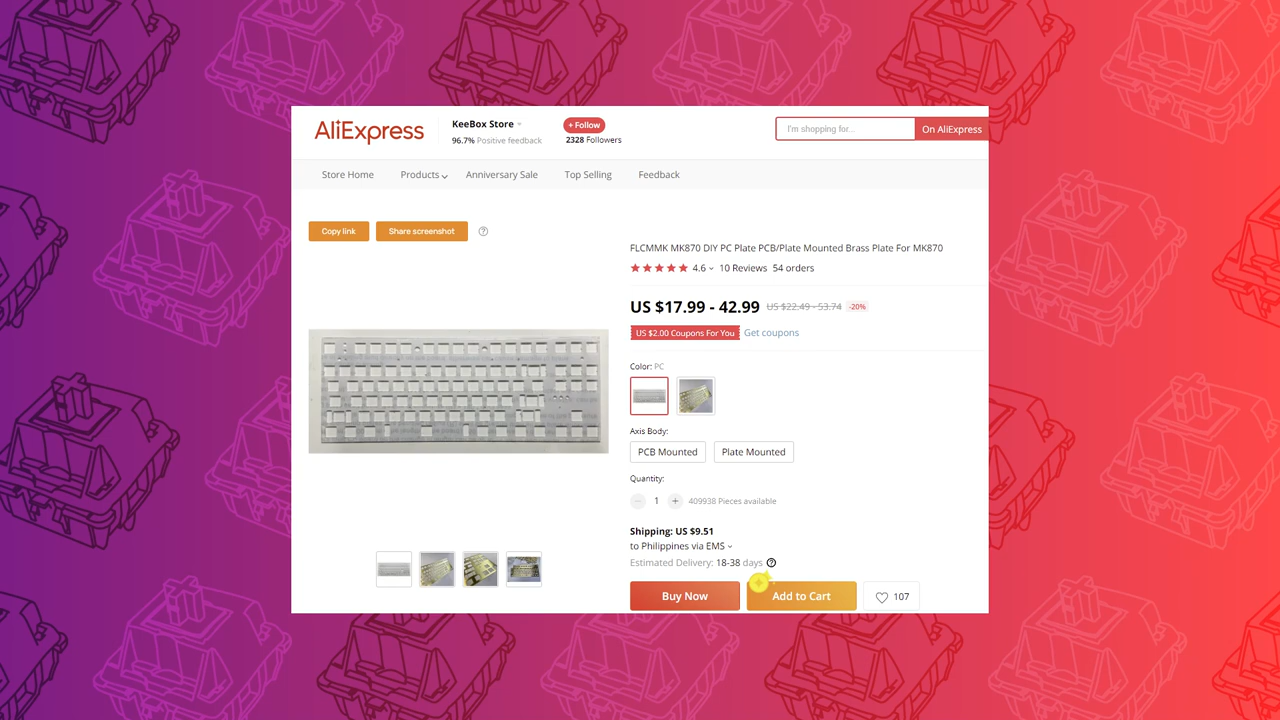 AliExpress
KeeBox Store
96.7% Positive feedback
+ Follow
2328 Followers
I'm shopping for...
On AliExpress
Store Home
Products
Anniversary Sale
Top Selling
Feedback
Copy link
Share screenshot
?
FLCMMK MK870 DIY PC Plate PCB/Plate Mounted Brass Plate For MK870
4.6
10 Reviews
54 orders
US $17.99 - 42.99
US $22.49 - 53.74
-20%
US $2.00 Coupons For You
Get coupons
Color: PC
Axis Body:
PCB Mounted
Plate Mounted
Quantity:
1
+
409938 Pieces available
Shipping: US $9.51
to Philippines via EMS
Estimated Delivery: 18-38 days
?
Buy Now
Add to Cart
107